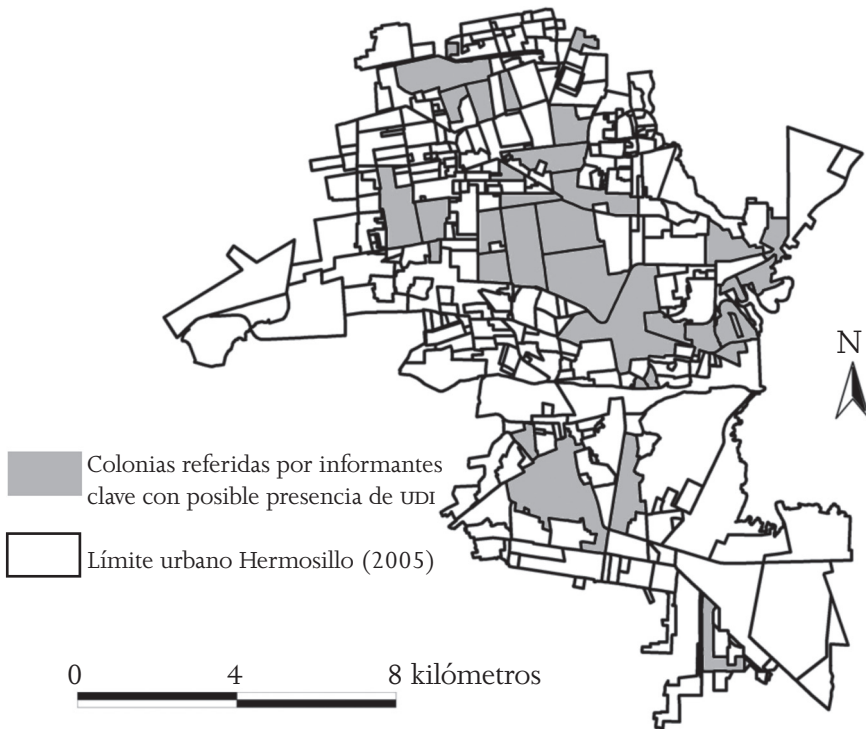 N
Colonias referidas por informantes
clave con posible presencia de UDI
Límite urbano Hermosillo (2005)
0 4 8 kilómetros